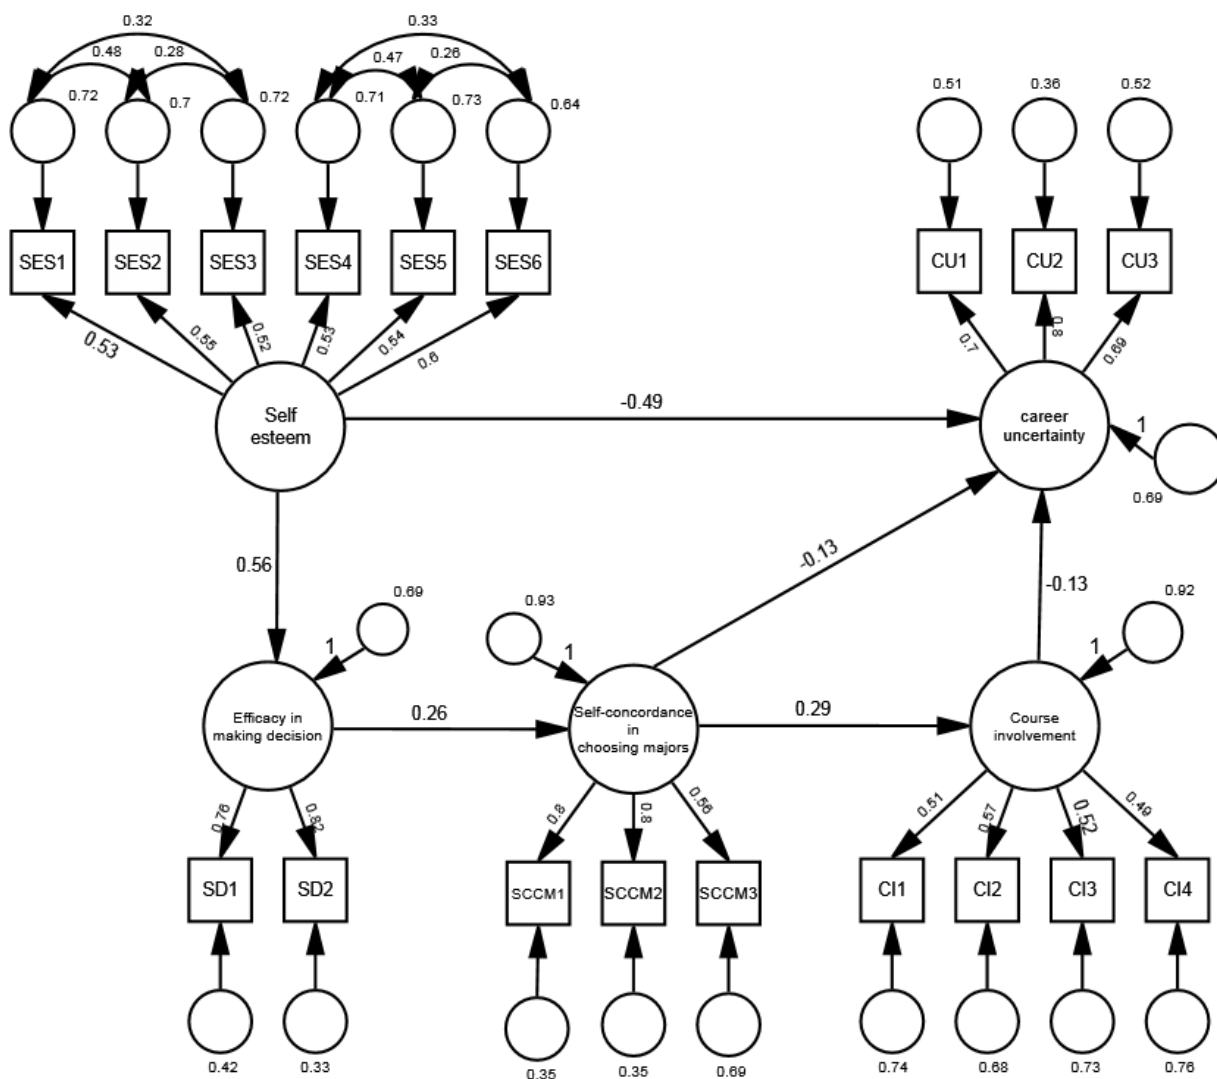 0.32
0.33
0.48
0.28
0.47
0.26
0.72
0.7
0.72
0.71
0.73
0.64
0.51
0.36
0.52
SES1
SES2
SES3
SES4
SES5
SES6
CU1
CU2
CU3
0.53
0.55
0.52
0.53
0.54
0.6
0.7
0.8
0.69
Self
esteem
-0.49
career
uncertainty
1
0.69
0.56
-0.13
-0.13
0.69
1
0.93
1
0.92
1
Efficacy in
making decision
0.26
Self-concordance
in
choosing majors
0.29
Course
involvement
0.76
0.82
0.8
0.8
0.56
0.51
0.57
0.52
0.49
SD1
SD2
SCCM1
SCCM2
SCCM3
CI1
CI2
CI3
CI4
0.42
0.33
0.35
0.35
0.69
0.74
0.68
0.73
0.76